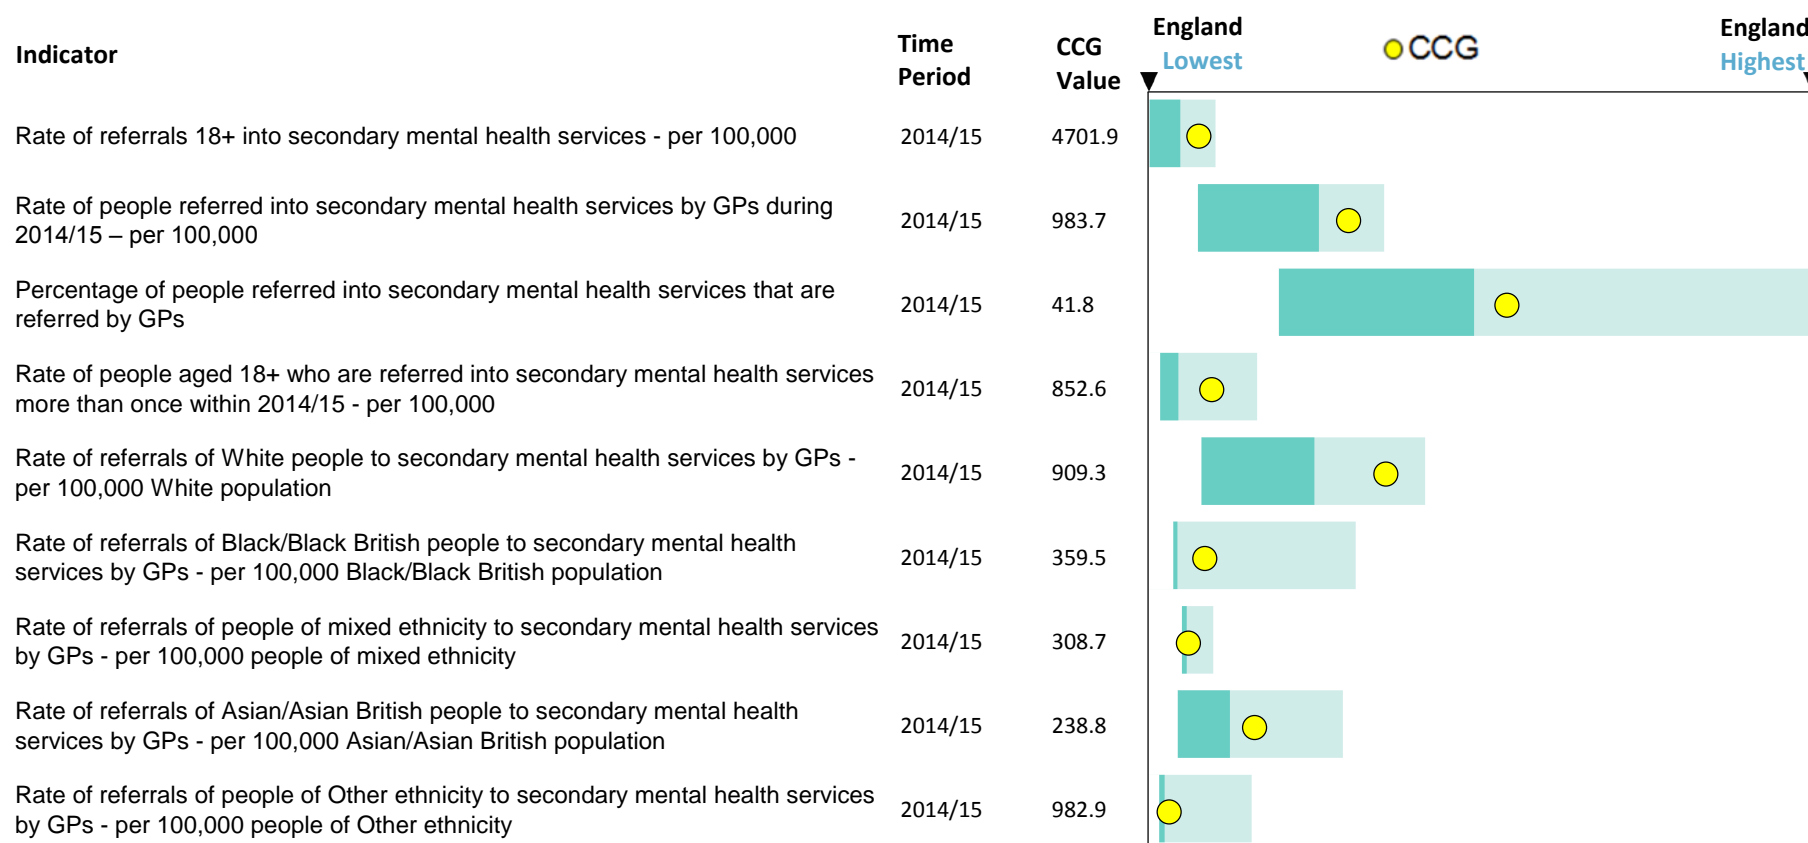 Indicator
Time
Period
CCG
Value
England
Lowest
CCG
England
Highest
Rate of referrals 18+ into secondary mental health services - per 100,000
2014/15
4701.9
Rate of people referred into secondary mental health services by GPs during
2014/15 – per 100,000
2014/15
983.7
Percentage of people referred into secondary mental health services that are
referred by GPs
2014/15
41.8
Rate of people aged 18+ who are referred into secondary mental health services
more than once within 2014/15 - per 100,000
2014/15
852.6
Rate of referrals of White people to secondary mental health services by GPs -
per 100,000 White population
2014/15
909.3
Rate of referrals of Black/Black British people to secondary mental health
services by GPs - per 100,000 Black/Black British population
2014/15
359.5
Rate of referrals of people of mixed ethnicity to secondary mental health services
by GPs - per 100,000 people of mixed ethnicity
2014/15
308.7
Rate of referrals of Asian/Asian British people to secondary mental health
services by GPs - per 100,000 Asian/Asian British population
2014/15
238.8
Rate of referrals of people of Other ethnicity to secondary mental health services
by GPs - per 100,000 people of Other ethnicity
2014/15
982.9